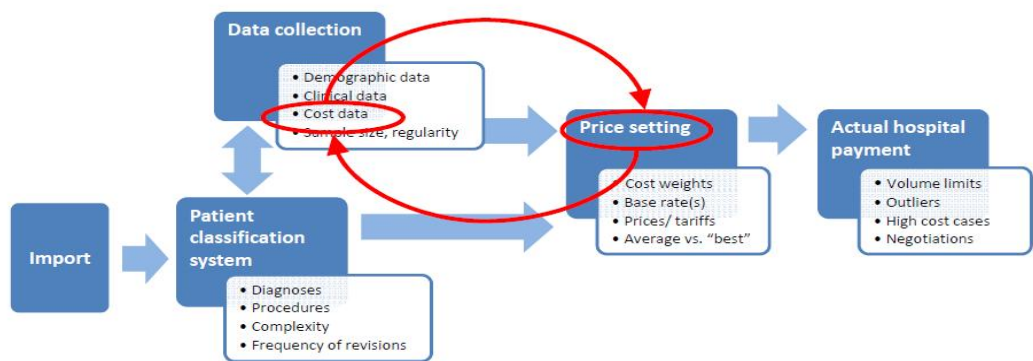 Data collection
• Demographic data
• Clinical data
• Cost data
• Sample size, regularity
Price setting
• Cost weights
• Base rate(s)
• Prices/ tariffs
• Average vs. “best”
Actual hospital
payment
• Volume limits
• Outliers
• High cost cases
• Negotiations
Import
Patient
classification
system
• Diagnoses
• Procedures
• Complexity
• Frequency of revisions